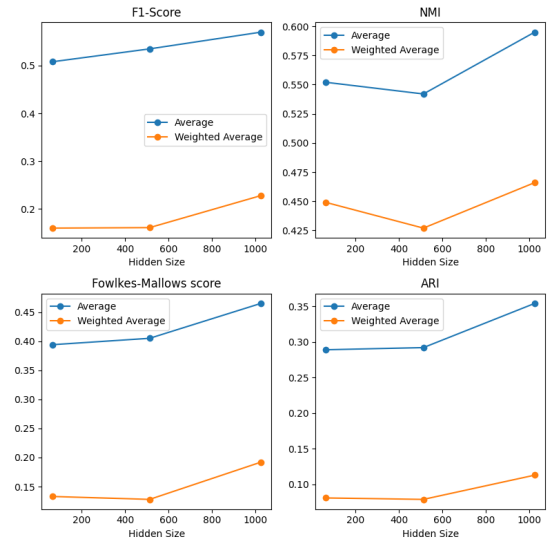 F1-Score
0.5
0.4
0.3
0.2
Average
Weighted Average
200 400 600 800 1000
Hidden Size
NMI
0.600
0.575
0.550
0.525
0.500
0.475
0.450
0.425
Average
Weighted Average
200 400 600 800 1000
Hidden Size
Fowlkes-Mallows score
0.45
0.40
0.35
0.30
0.25
0.20
0.15
Average
Weighted Average
200 400 600 800 1000
Hidden Size
ARI
0.35
0.30
0.25
0.20
0.15
0.10
Average
Weighted Average
200 400 600 800 1000
Hidden Size